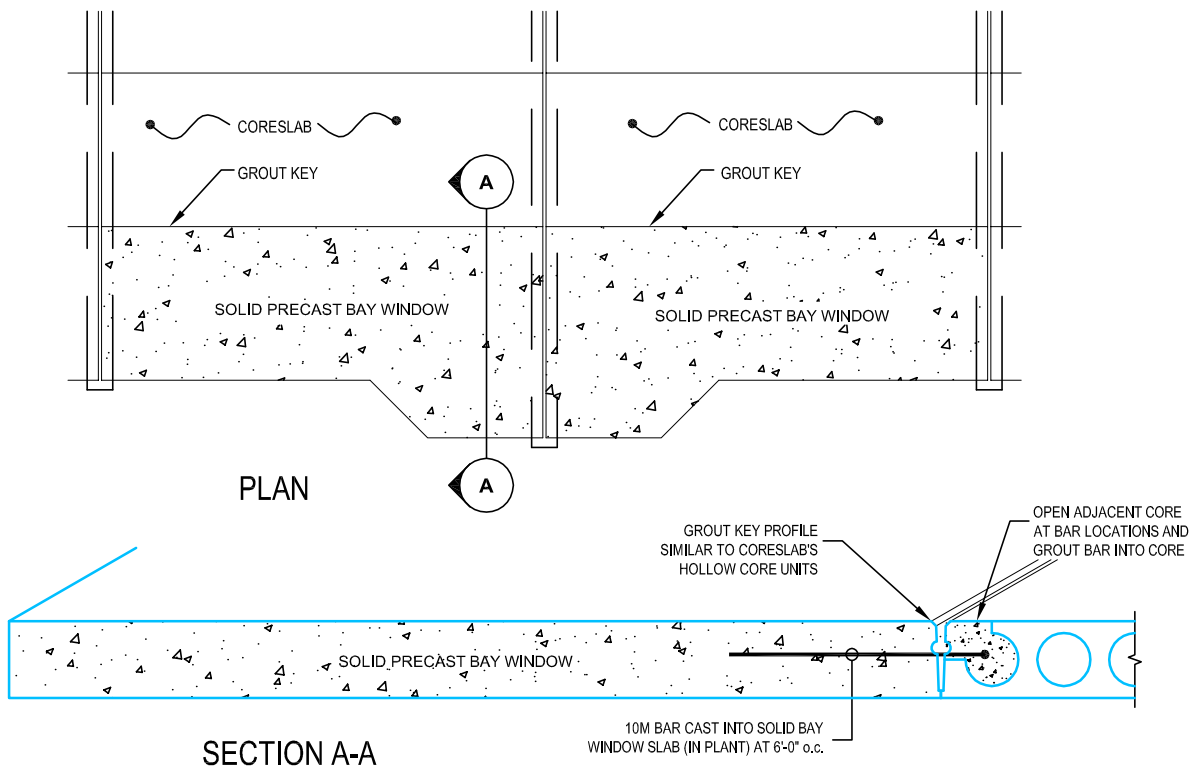 CORESLAB
CORESLAB
GROUT KEY
GROUT KEY
A
SOLID PRECAST BAY WINDOW
SOLID PRECAST BAY WINDOW
A
PLAN
GROUT KEY PROFILE
SIMILAR TO CORESLAB'S
HOLLOW CORE UNITS
OPEN ADJACENT CORE
AT BAR LOCATIONS AND
GROUT BAR INTO CORE
SOLID PRECAST BAY WINDOW
10M BAR CAST INTO SOLID BAY
WINDOW SLAB (IN PLANT) AT 6'-0" o.c.
SECTION A-A